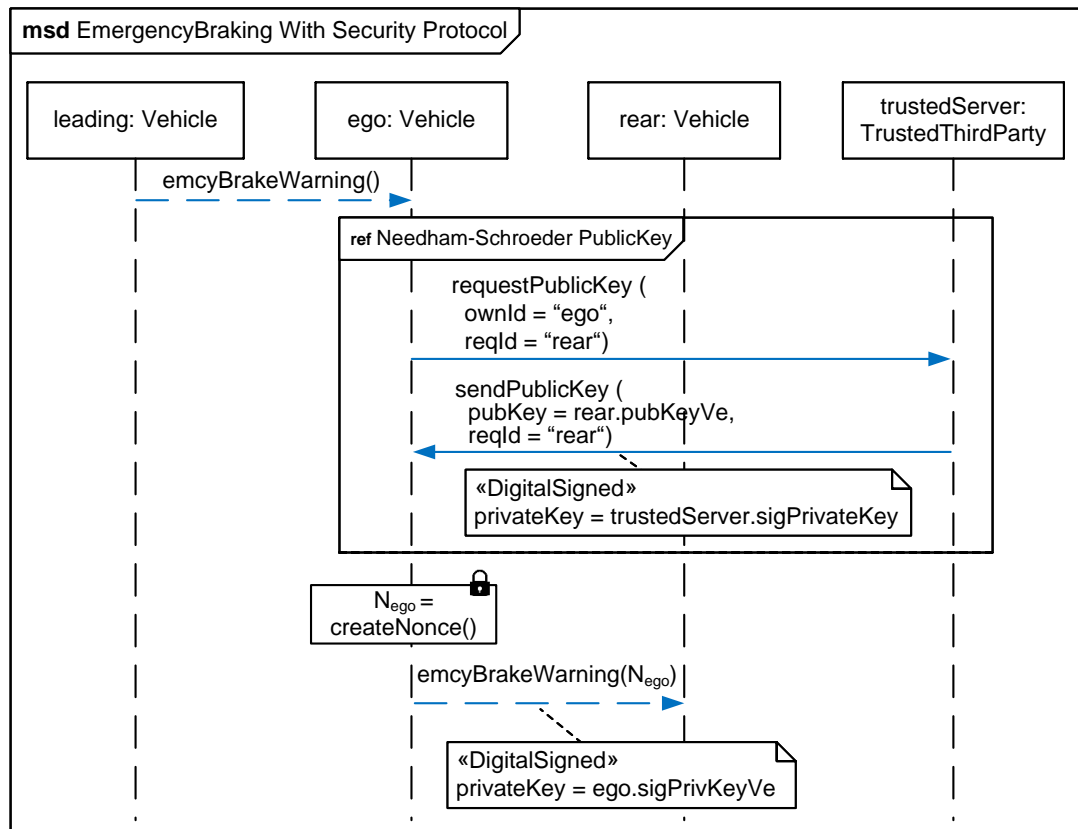 msd EmergencyBraking With Security Protocol
leading: Vehicle
ego: Vehicle
rear: Vehicle
trustedServer:
TrustedThirdParty
emcyBrakeWarning()
ref Needham-Schroeder PublicKey
requestPublicKey (
ownId = “ego“,
reqId = “rear“)
sendPublicKey (
pubKey = rear.pubKeyVe,
reqId = “rear“)
«DigitalSigned»
privateKey = trustedServer.sigPrivateKey
Nego =
createNonce()
emcyBrakeWarning(Nego)
«DigitalSigned»
privateKey = ego.sigPrivKeyVe